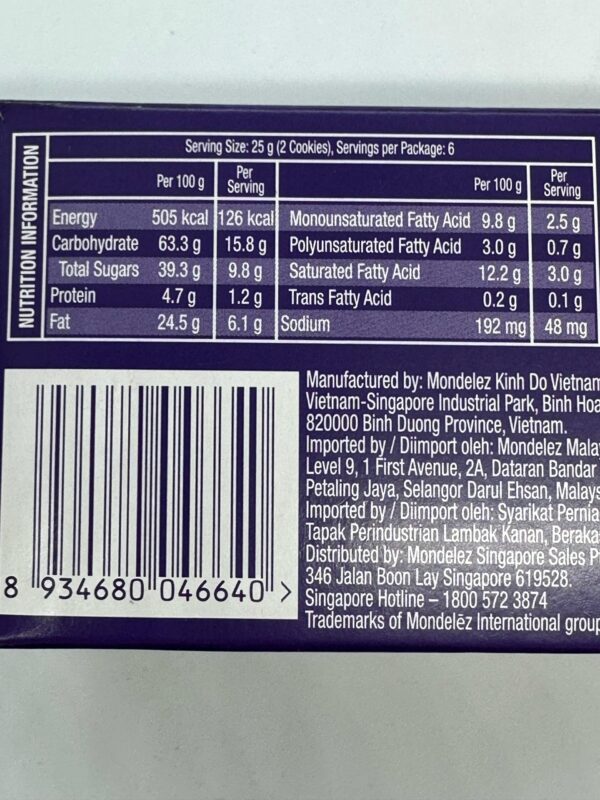 NUTRITION INFORMATION
Serving Size: 25 g (2 Cookies), Servings per Package: 6
Per 100 g Per Serving Per 100 g Per Serving
Energy 505 kcal 126 kcal Monounsaturated Fatty Acid 9.8 g 2.5 g
Carbohydrate 63.3 g 15.8 g Polyunsaturated Fatty Acid 3.0 g 0.7 g
Total Sugars 39.3 g 9.8 g Saturated Fatty Acid 12.2 g 3.0 g
Protein 4.7 g 1.2 g Trans Fatty Acid 0.2 g 0.1 g
Fat 24.5 g 6.1 g Sodium 192 mg 48 mg
Manufactured by: Mondelez Kinh Do Vietnam
Vietnam-Singapore Industrial Park, Binh Hoa
820000 Binh Duong Province, Vietnam.
Imported by / Diimport oleh: Mondelez Malay
Level 9, 1 First Avenue, 2A, Dataran Bandar
Petaling Jaya, Selangor Darul Ehsan, Malays
Imported by / Diimport oleh: Syarikat Pernia
Tapak Perindustrian Lambak Kanan, Beraka
Distributed by: Mondelez Singapore Sales P
346 Jalan Boon Lay Singapore 619528.
Singapore Hotline – 1800 572 3874
Trademarks of Mondelēz International group
8 934680 046640 >